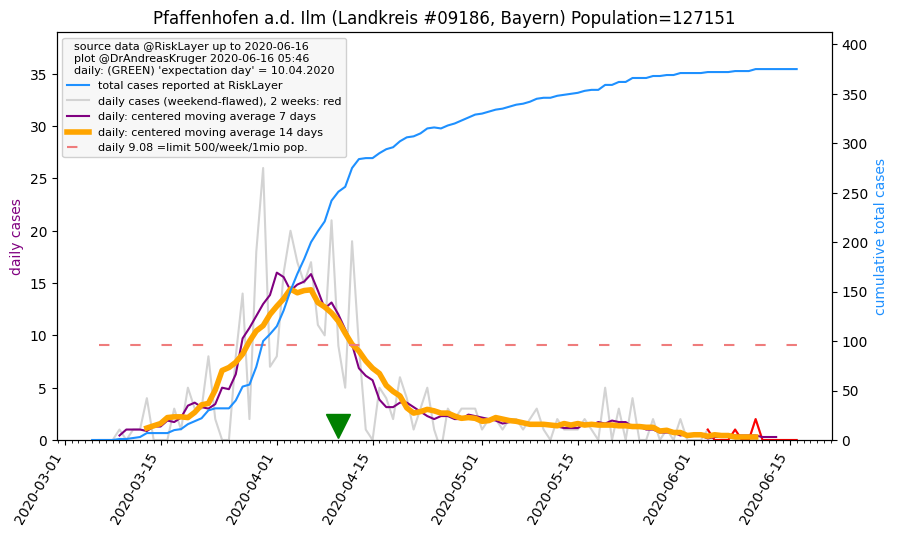 Pfaffenhofen a.d. Ilm (Landkreis #09186, Bayern) Population=127151
source data @RiskLayer up to 2020-06-16
plot @DrAndreasKruger 2020-06-16 05:46
daily: (GREEN) 'expectation day' = 10.04.2020
total cases reported at RiskLayer
daily cases (weekend-flawed), 2 weeks: red
daily: centered moving average 7 days
daily: centered moving average 14 days
daily 9.08 =limit 500/week/1mio pop.
daily cases
35
30
25
20
15
10
5
0
400
350
300
250
200
150
100
50
0
cumulative total cases
2020-03-01
2020-03-15
2020-04-01
2020-04-15
2020-05-01
2020-05-15
2020-06-01
2020-06-15